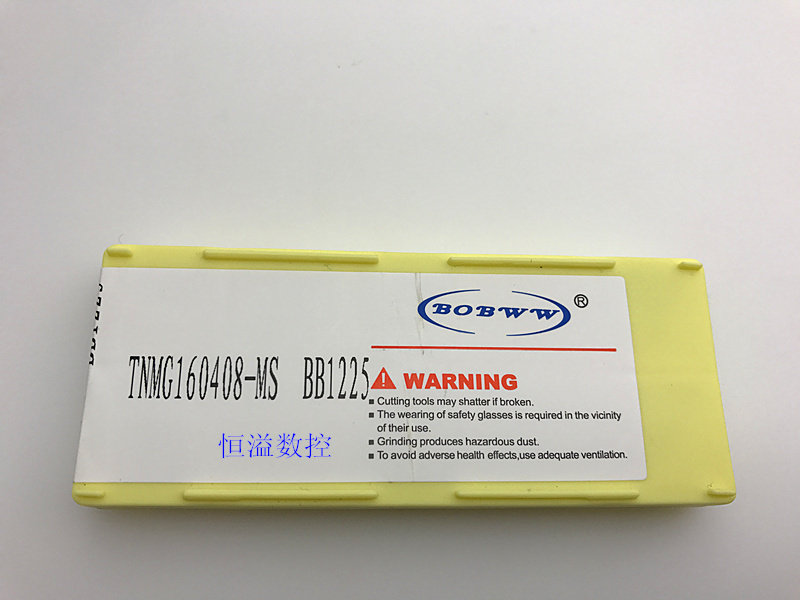 BOBWW®
TNMG160408-MS BB1225
WARNING
Cutting tools may shatter if broken.
The wearing of safety glasses is required in the vicinity
of their use.
Grinding produces hazardous dust.
To avoid adverse health effects,use adequate ventilation.
恒溢数控